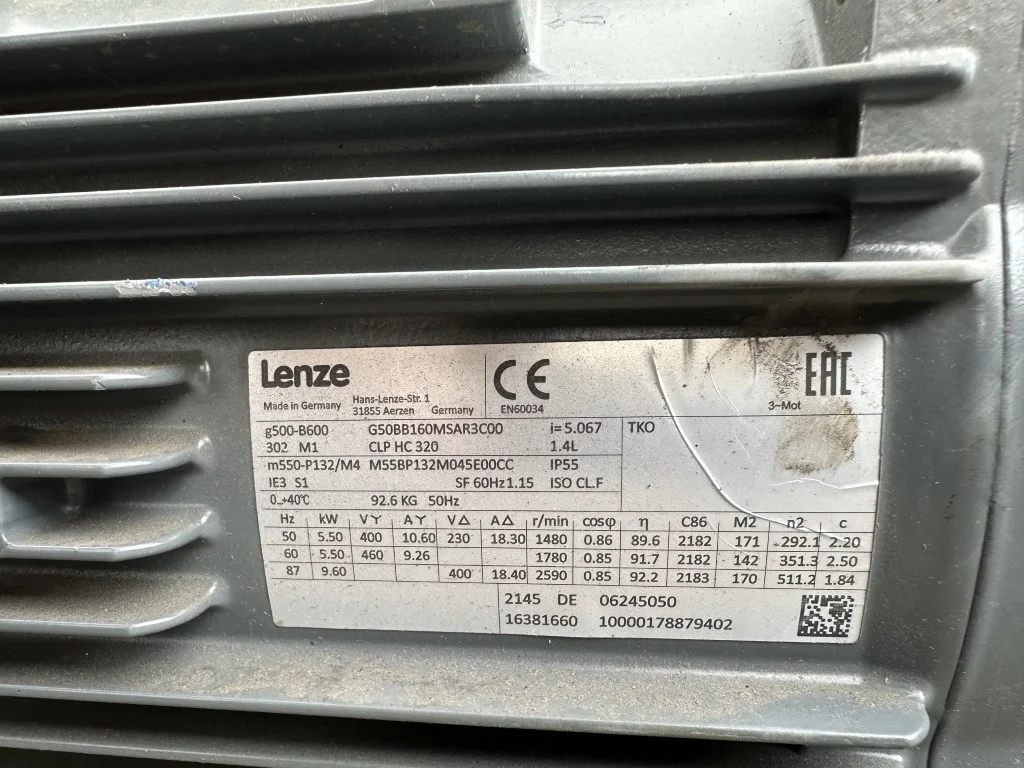 Lenze
Made in Germany Hans-Lenze-Str. 1
31855 Aerzen Germany
CE
EN60034
EAC
3-Mot
g500-B600 G50BB160MSAR3C00 i=5.067
302 M1 CLP HC 320 1.4L
TKO
m550-P132/M4 M55BP132M045E00CC IP55
IE3 S1 SF 60Hz1.15 ISO CL.F
0..+40°C 92.6 KG 50Hz
Hz kW VY AY V△ A△ r/min cosφ η C86 M2 n2 c
50 5.50 400 10.60 230 18.30 1480 0.86 89.6 2182 171 292.1 2.20
60 5.50 460 9.26 1780 0.85 91.7 2182 142 351.3 2.50
87 9.60 400 18.40 2590 0.85 92.2 2183 170 511.2 1.84
2145 DE 06245050
16381660 10000178879402